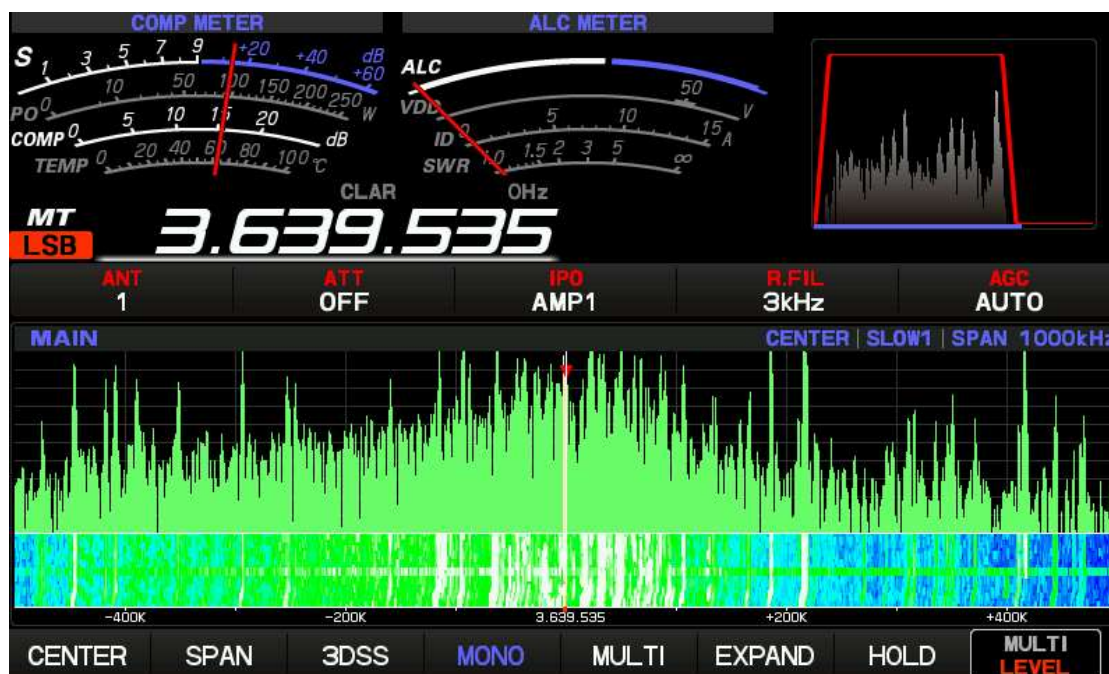 COMP METER
ALC METER
S 1 3 5 7 9 +20 +40 +60 dB
PO 0 10 50 100 150 200 250 W
COMP 0 5 10 15 20 dB
TEMP 0 20 40 60 80 100 °C
ALC
VDD 50 V
ID 0 5 10 15 A
SWR 1.0 1.5 2 3 5 ∞
CLAR 0Hz
MT
LSB
3.639.535
ANT ATT IPO R.FIL AGC
1 OFF AMP1 3kHz AUTO
MAIN CENTER | SLOW1 | SPAN 1000kHz
-400K -200K 3.639.535 +200K +400K
CENTER SPAN 3DSS MONO MULTI EXPAND HOLD MULTI
LEVEL